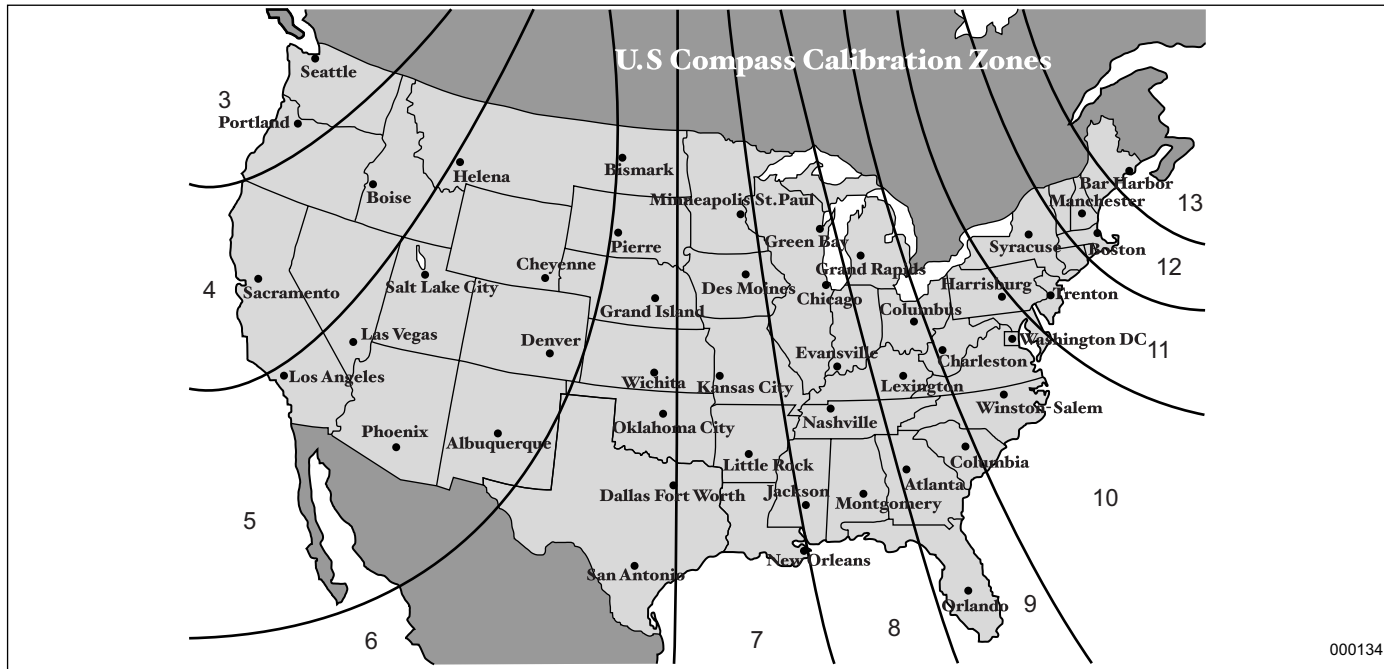 U.S Compass Calibration Zones
Seattle
3
Portland
Helena
Bismark
Boise
Bar Harbor
Minneapolis St.Paul
Manchester
13
Green Bay
Pierre
Syracuse
Boston
Cheyenne
Grand Rapids
12
Sacramento
4
Salt Lake City
Des Moines
Chicago
Harrisburg
Trenton
Grand Island
Columbus
Las Vegas
Denver
Washington DC
11
Evansville
Charleston
Los Angeles
Wichita
Kansas City
Lexington
Winston-Salem
Nashville
Oklahoma City
Phoenix
Albuquerque
Little Rock
Columbia
Atlanta
Dallas Fort Worth
Jackson
Montgomery
10
5
New Orleans
San Antonio
Orlando
9
6
7
8
000134